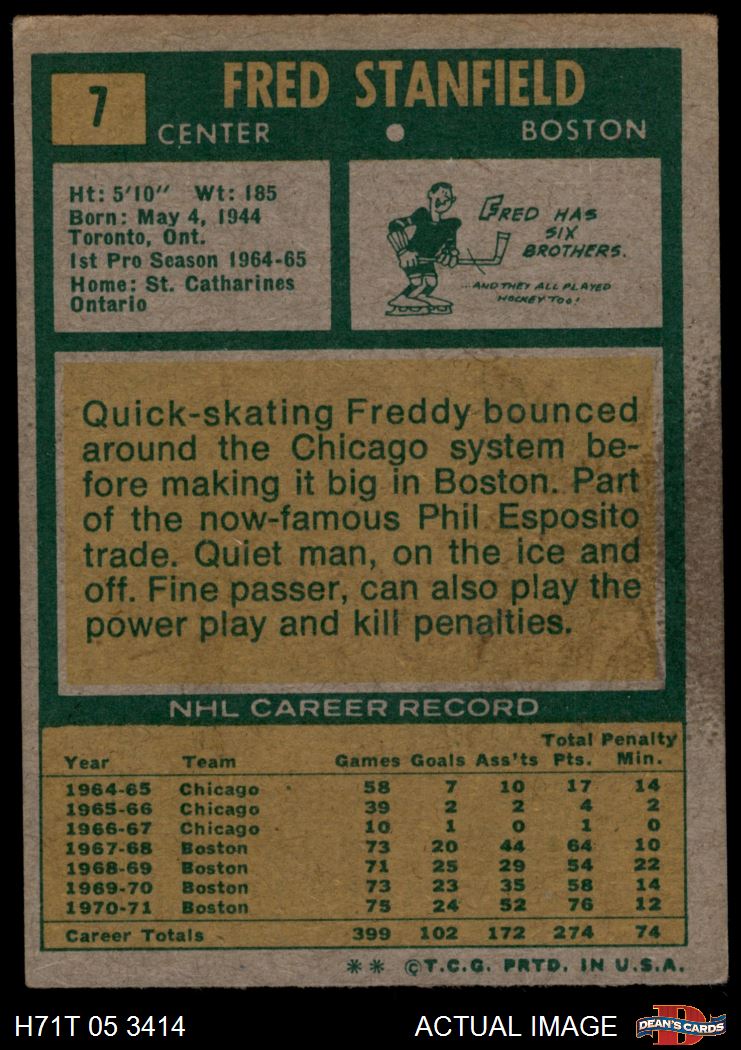 7
FRED STANFIELD
CENTER • BOSTON
Ht: 5'10" Wt: 185
Born: May 4, 1944
Toronto, Ont.
1st Pro Season 1964-65
Home: St. Catharines
Ontario
FRED HAS
SIX
BROTHERS.
...AND THEY ALL PLAYED
HOCKEY TOO!
Quick-skating Freddy bounced
around the Chicago system be-
fore making it big in Boston. Part
of the now-famous Phil Esposito
trade. Quiet man, on the ice and
off. Fine passer, can also play the
power play and kill penalties.
NHL CAREER RECORD
Total Penalty
Year Team Games Goals Ass'ts Pts. Min.
1964-65 Chicago 58 7 10 17 14
1965-66 Chicago 39 2 2 4 2
1966-67 Chicago 10 1 0 1 0
1967-68 Boston 73 20 44 64 10
1968-69 Boston 71 25 29 54 22
1969-70 Boston 73 23 35 58 14
1970-71 Boston 75 24 52 76 12
Career Totals 399 102 172 274 74
** ©T.C.G. PRTD. IN U.S.A.
H71T 05 3414 ACTUAL IMAGE
D
DEAN'S CARDS